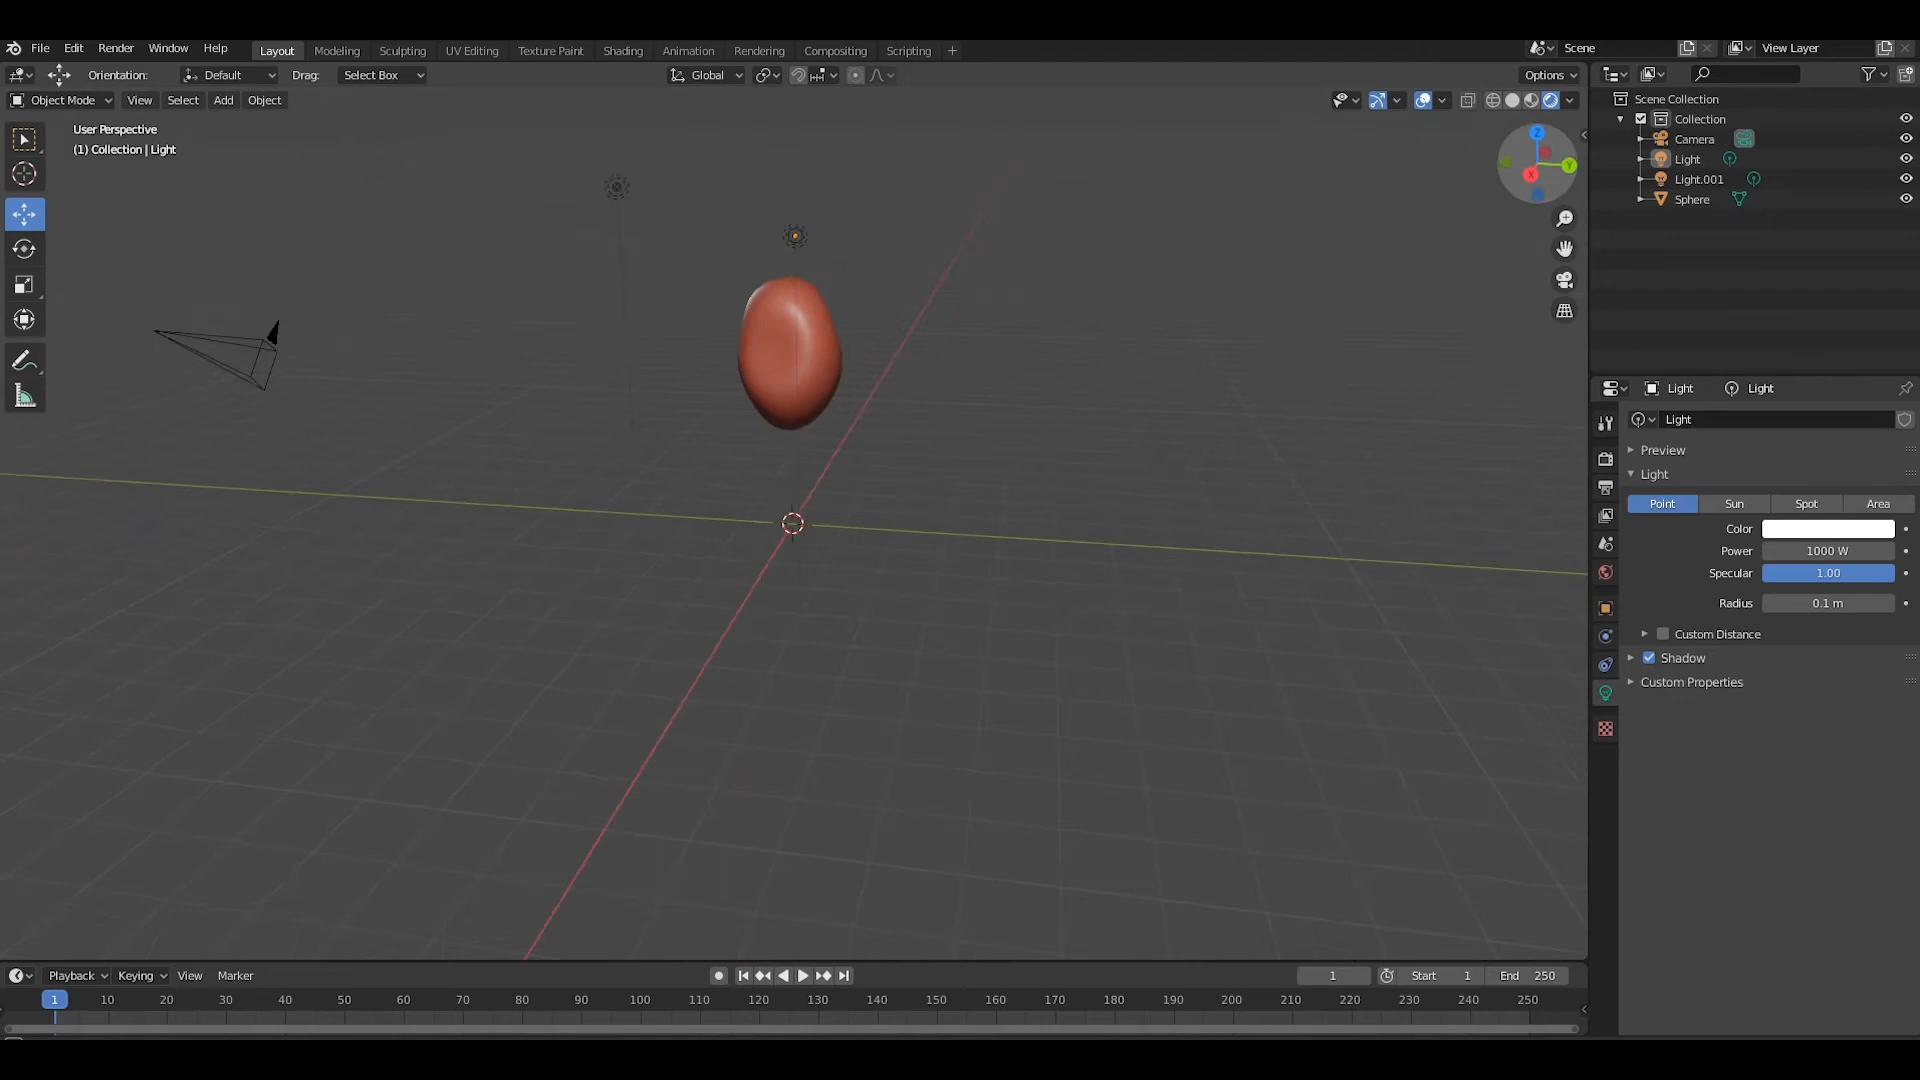 File Edit Render Window Help Layout Modeling Sculpting UV Editing Texture Paint Shading Animation Rendering Compositing Scripting + Scene View Layer
Orientation: Default Drag: Select Box Global Options
Object Mode View Select Add Object
User Perspective
(1) Collection | Light
Z
Y
X
Scene Collection
Collection
Camera
Light
Light.001
Sphere
Light Light
Light
Preview
Light
Point Sun Spot Area
Color
Power 1000 W
Specular 1.00
Radius 0.1 m
Custom Distance
Shadow
Custom Properties
Playback Keying View Marker 1 Start 1 End 250
1 10 20 30 40 50 60 70 80 90 100 110 120 130 140 150 160 170 180 190 200 210 220 230 240 250